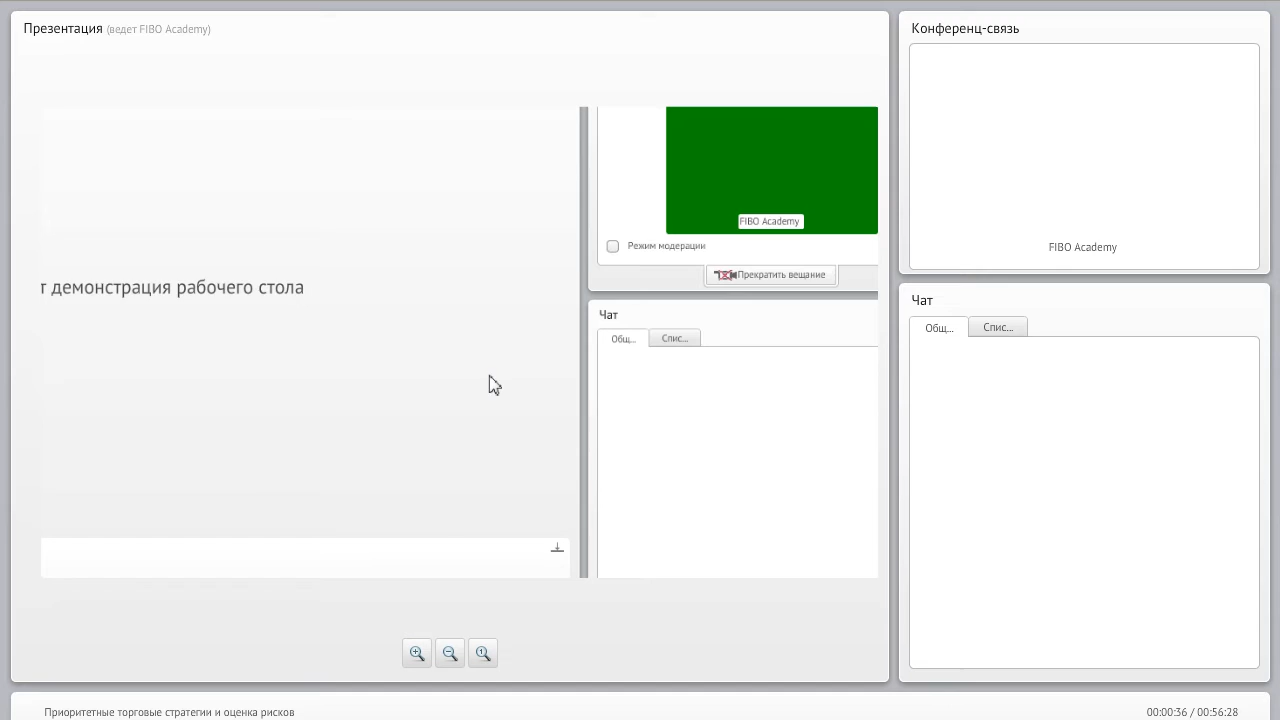 Презентация (ведет FIBO Academy)
т демонстрация рабочего стола
FIBO Academy
Режим модерации
Прекратить вещание
Чат
Общ... Спис...
Конференц-связь
FIBO Academy
Чат
Общ... Спис...
Приоритетные торговые стратегии и оценка рисков
00:00:36 / 00:56:28